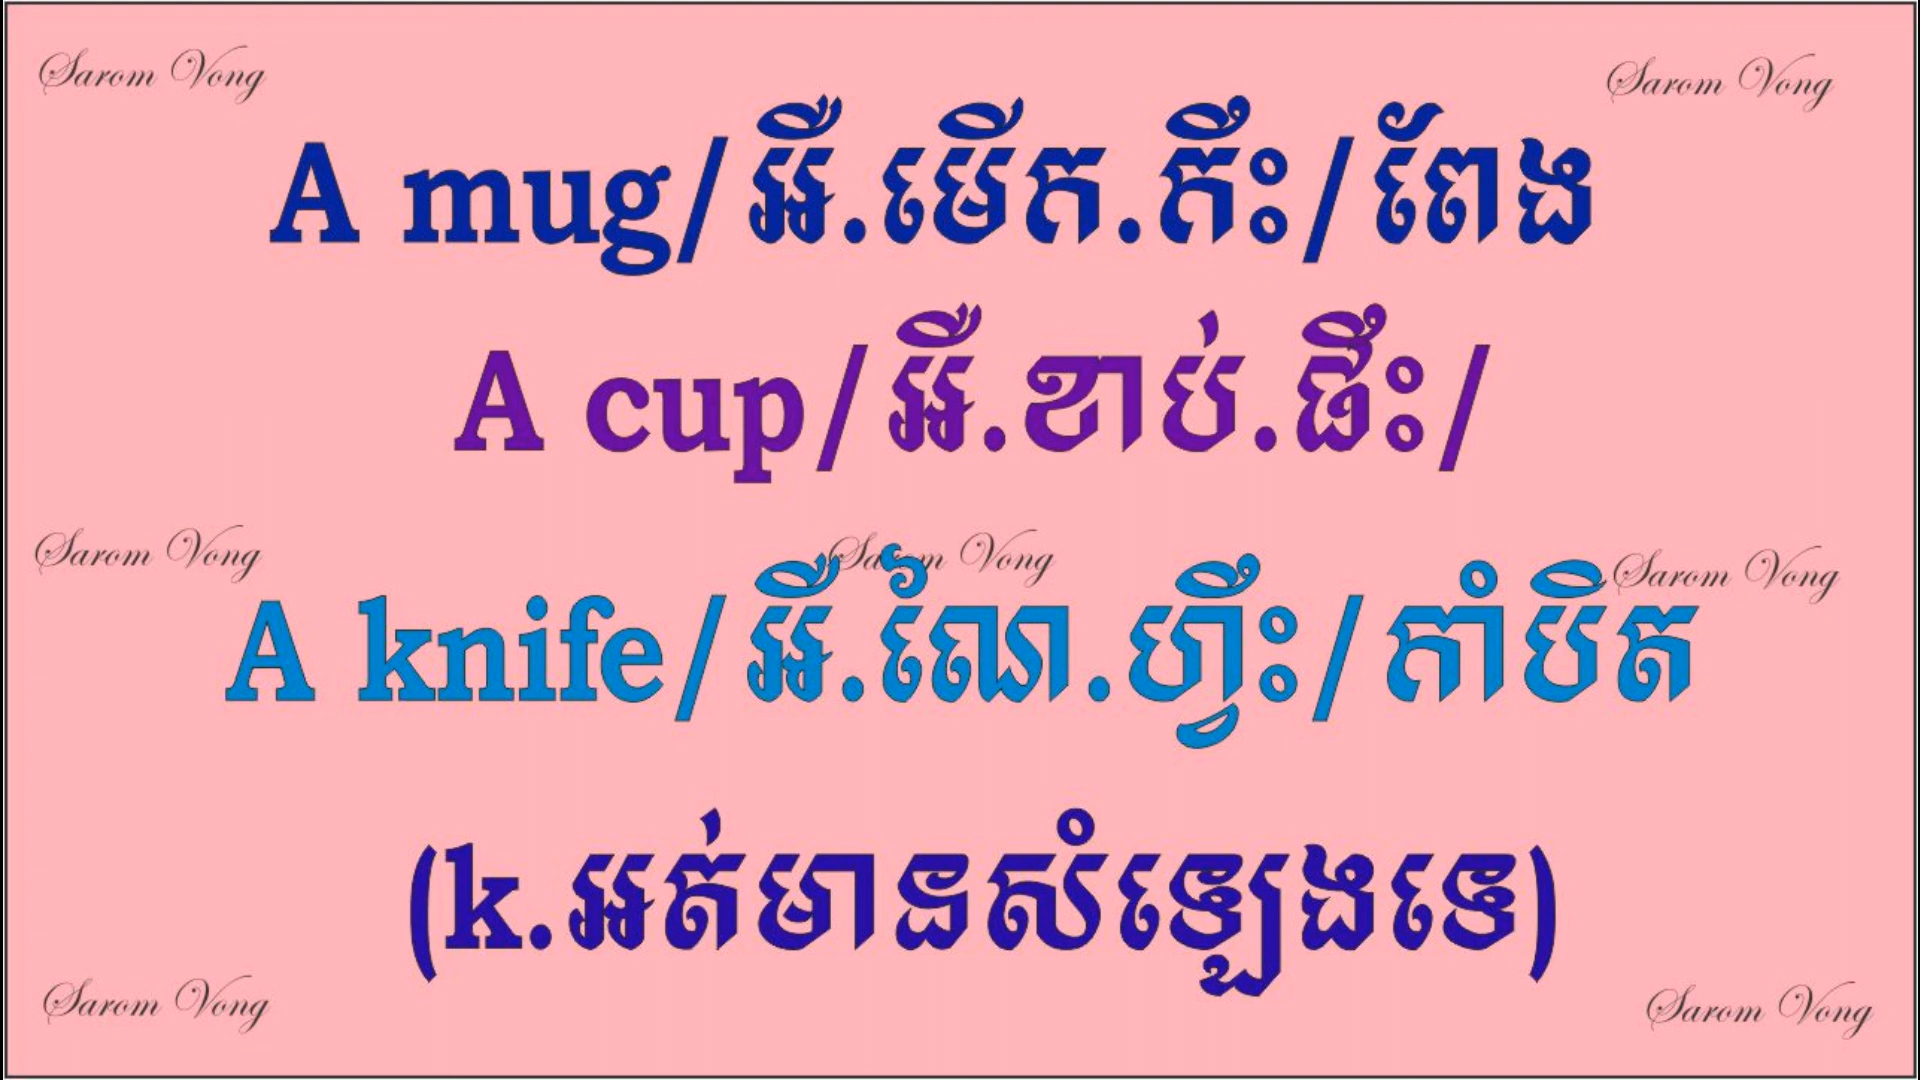 Sarom Vong Sarom Vong
A mug/អឺ.មើក.កឹះ/ពែង
A cup/អឺ.ខាប់.ផឹះ/
Sarom Vong Sarom Vong Sarom Vong
A knife/អឺ.ណៃ.ហ្វឹះ/កាំបិត
(k.អត់មានសំឡេងទេ)
Sarom Vong Sarom Vong